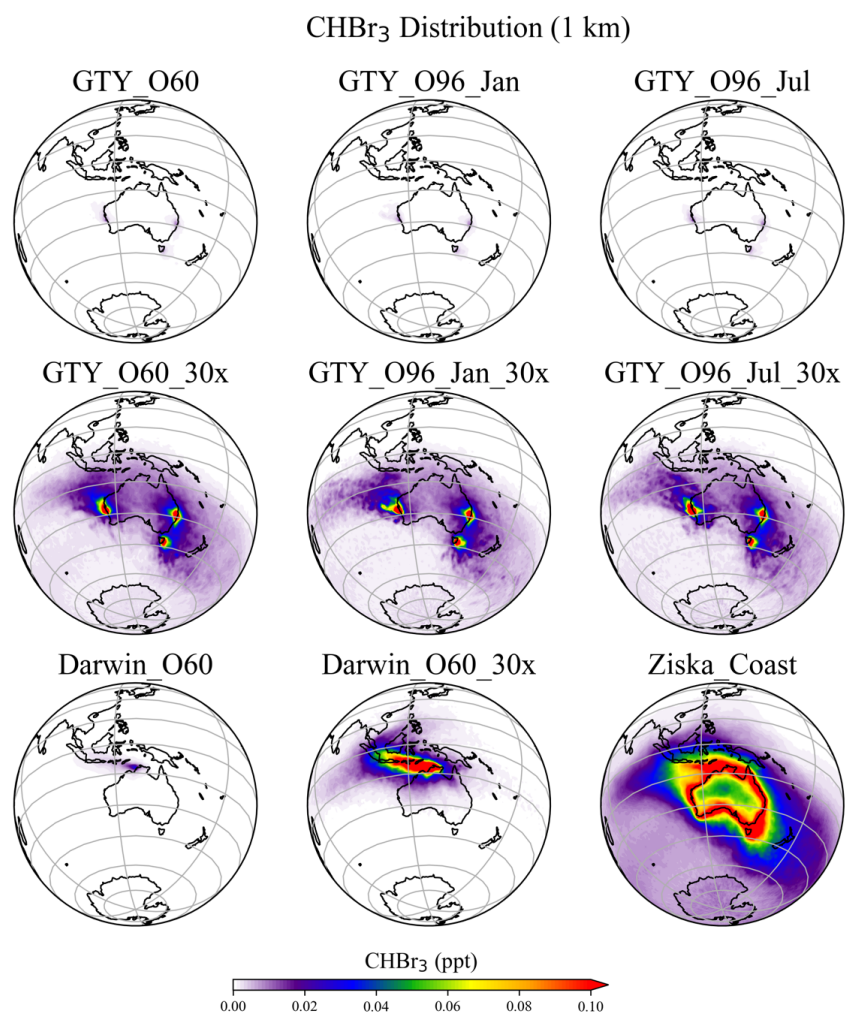 CHBr₃ Distribution (1 km)
GTY_O60 GTY_O96_Jan GTY_O96_Jul
GTY_O60_30x GTY_O96_Jan_30x GTY_O96_Jul_30x
Darwin_O60 Darwin_O60_30x Ziska_Coast
CHBr₃ (ppt)
0.00 0.02 0.04 0.06 0.08 0.10